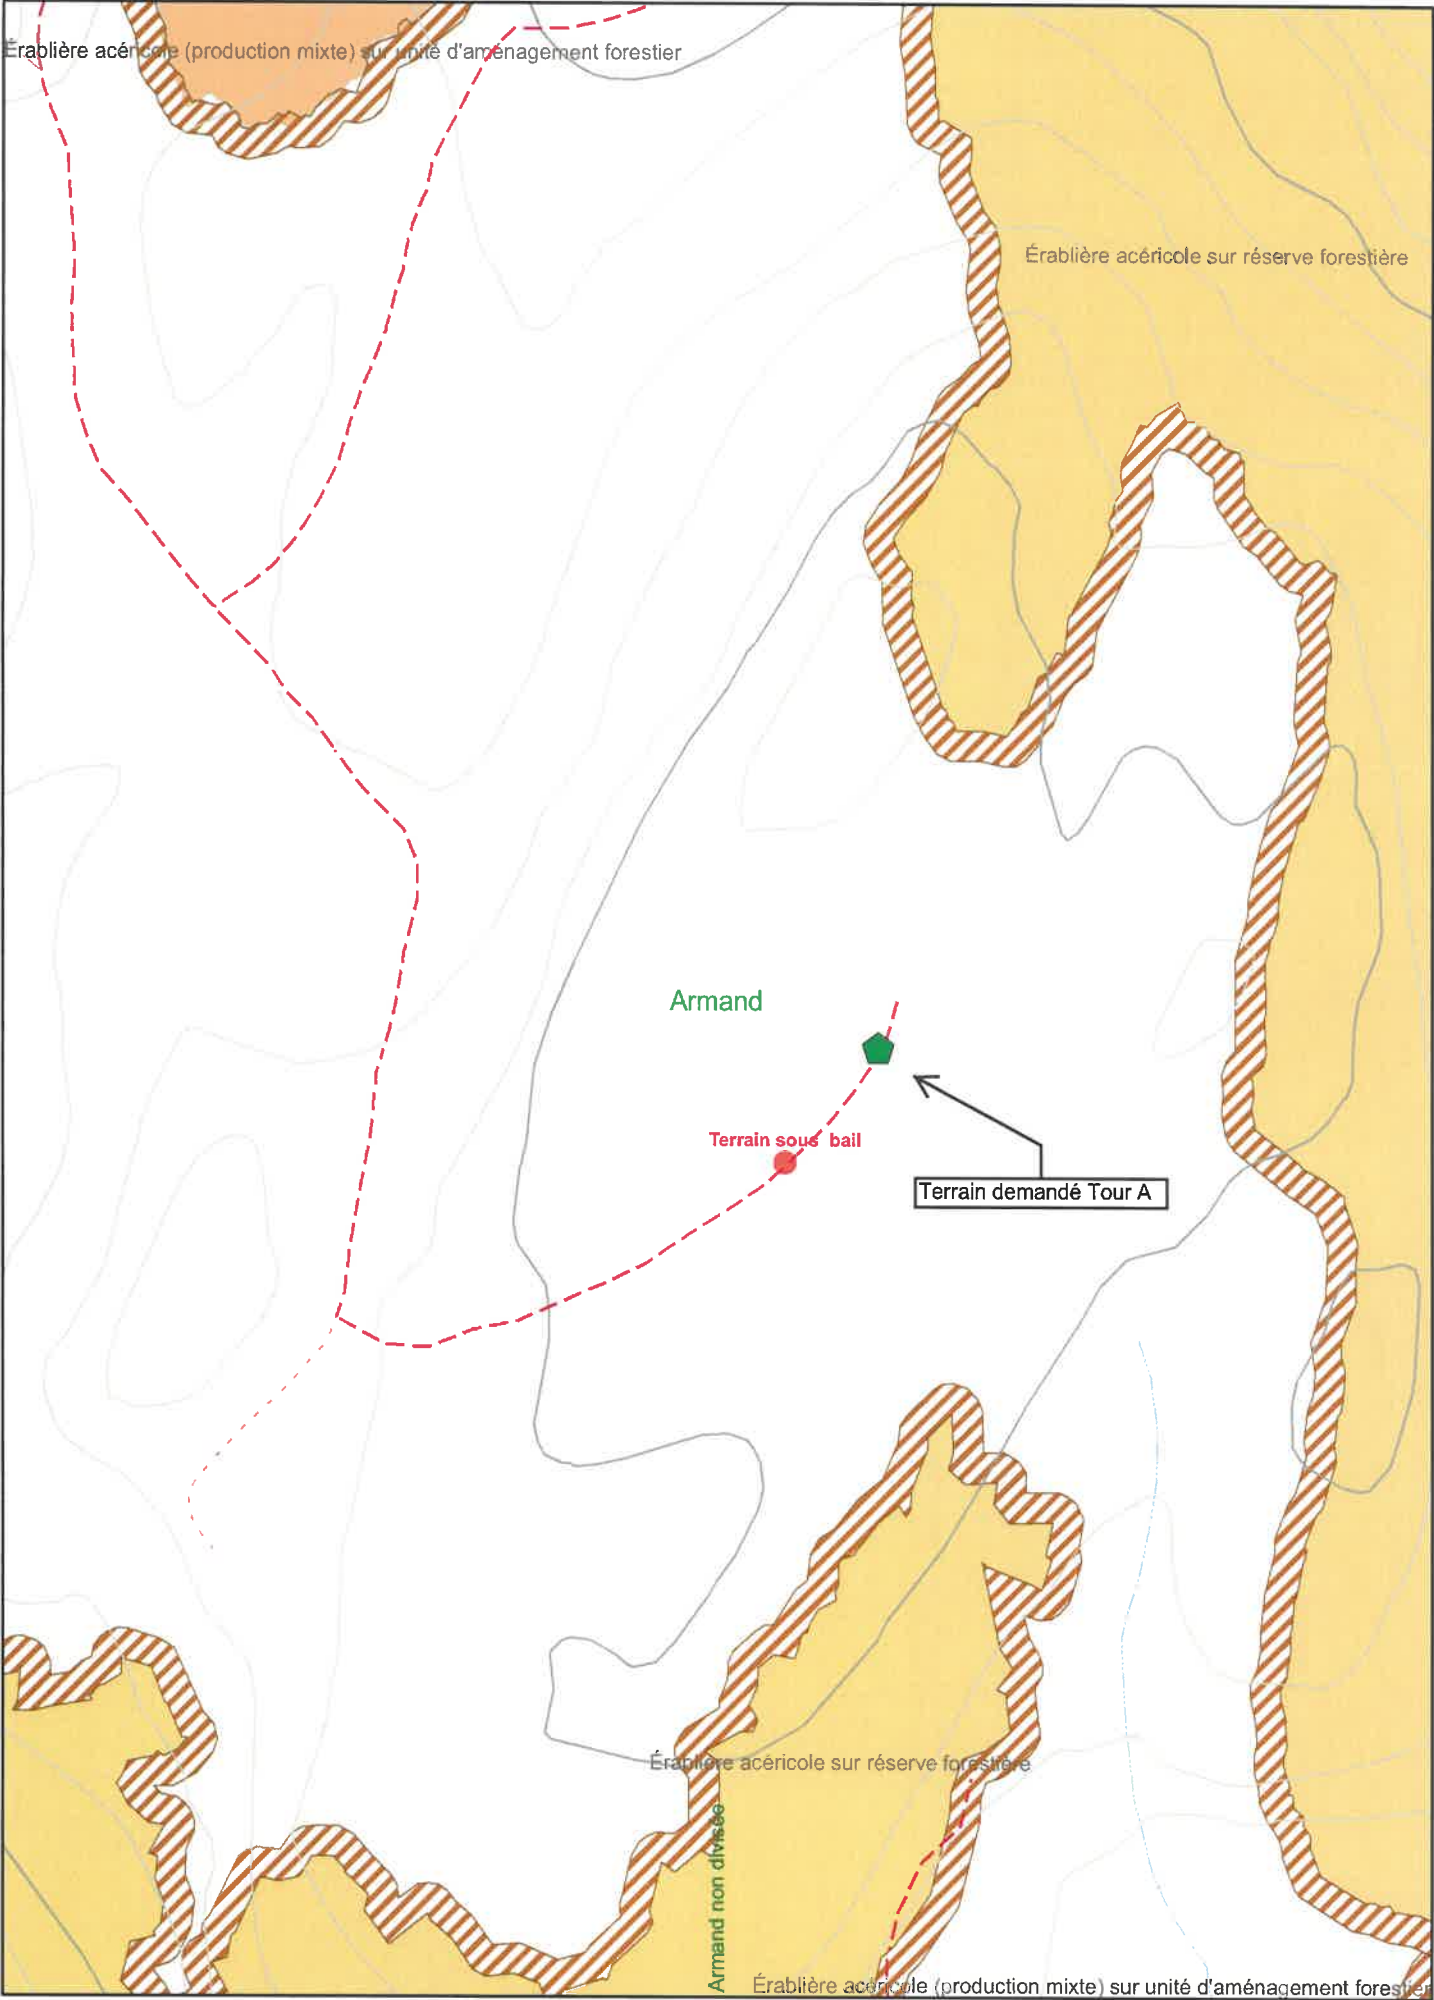 Érablière acéricole (production mixte) sur unité d'aménagement forestier
Érablière acéricole sur réserve forestière
Armand
Terrain sous bail
Terrain demandé Tour A
Érablière acéricole sur réserve forestière
Armand non divisée
Érablière acéricole (production mixte) sur unité d'aménagement forestier